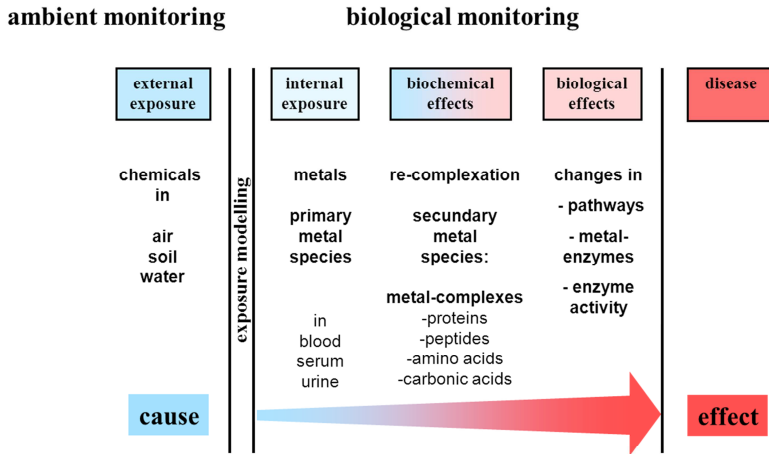 ambient monitoring
biological monitoring
external
exposure
internal
exposure
biochemical
effects
biological
effects
disease
chemicals
in
air
soil
water
exposure modelling
metals
primary
metal
species
in
blood
serum
urine
re-complexation
secundary
metal
species:
metal-complexes
-proteins
-peptides
-amino acids
-carbonic acids
changes in
- pathways
- metal-
enzymes
- enzyme
activity
cause
effect